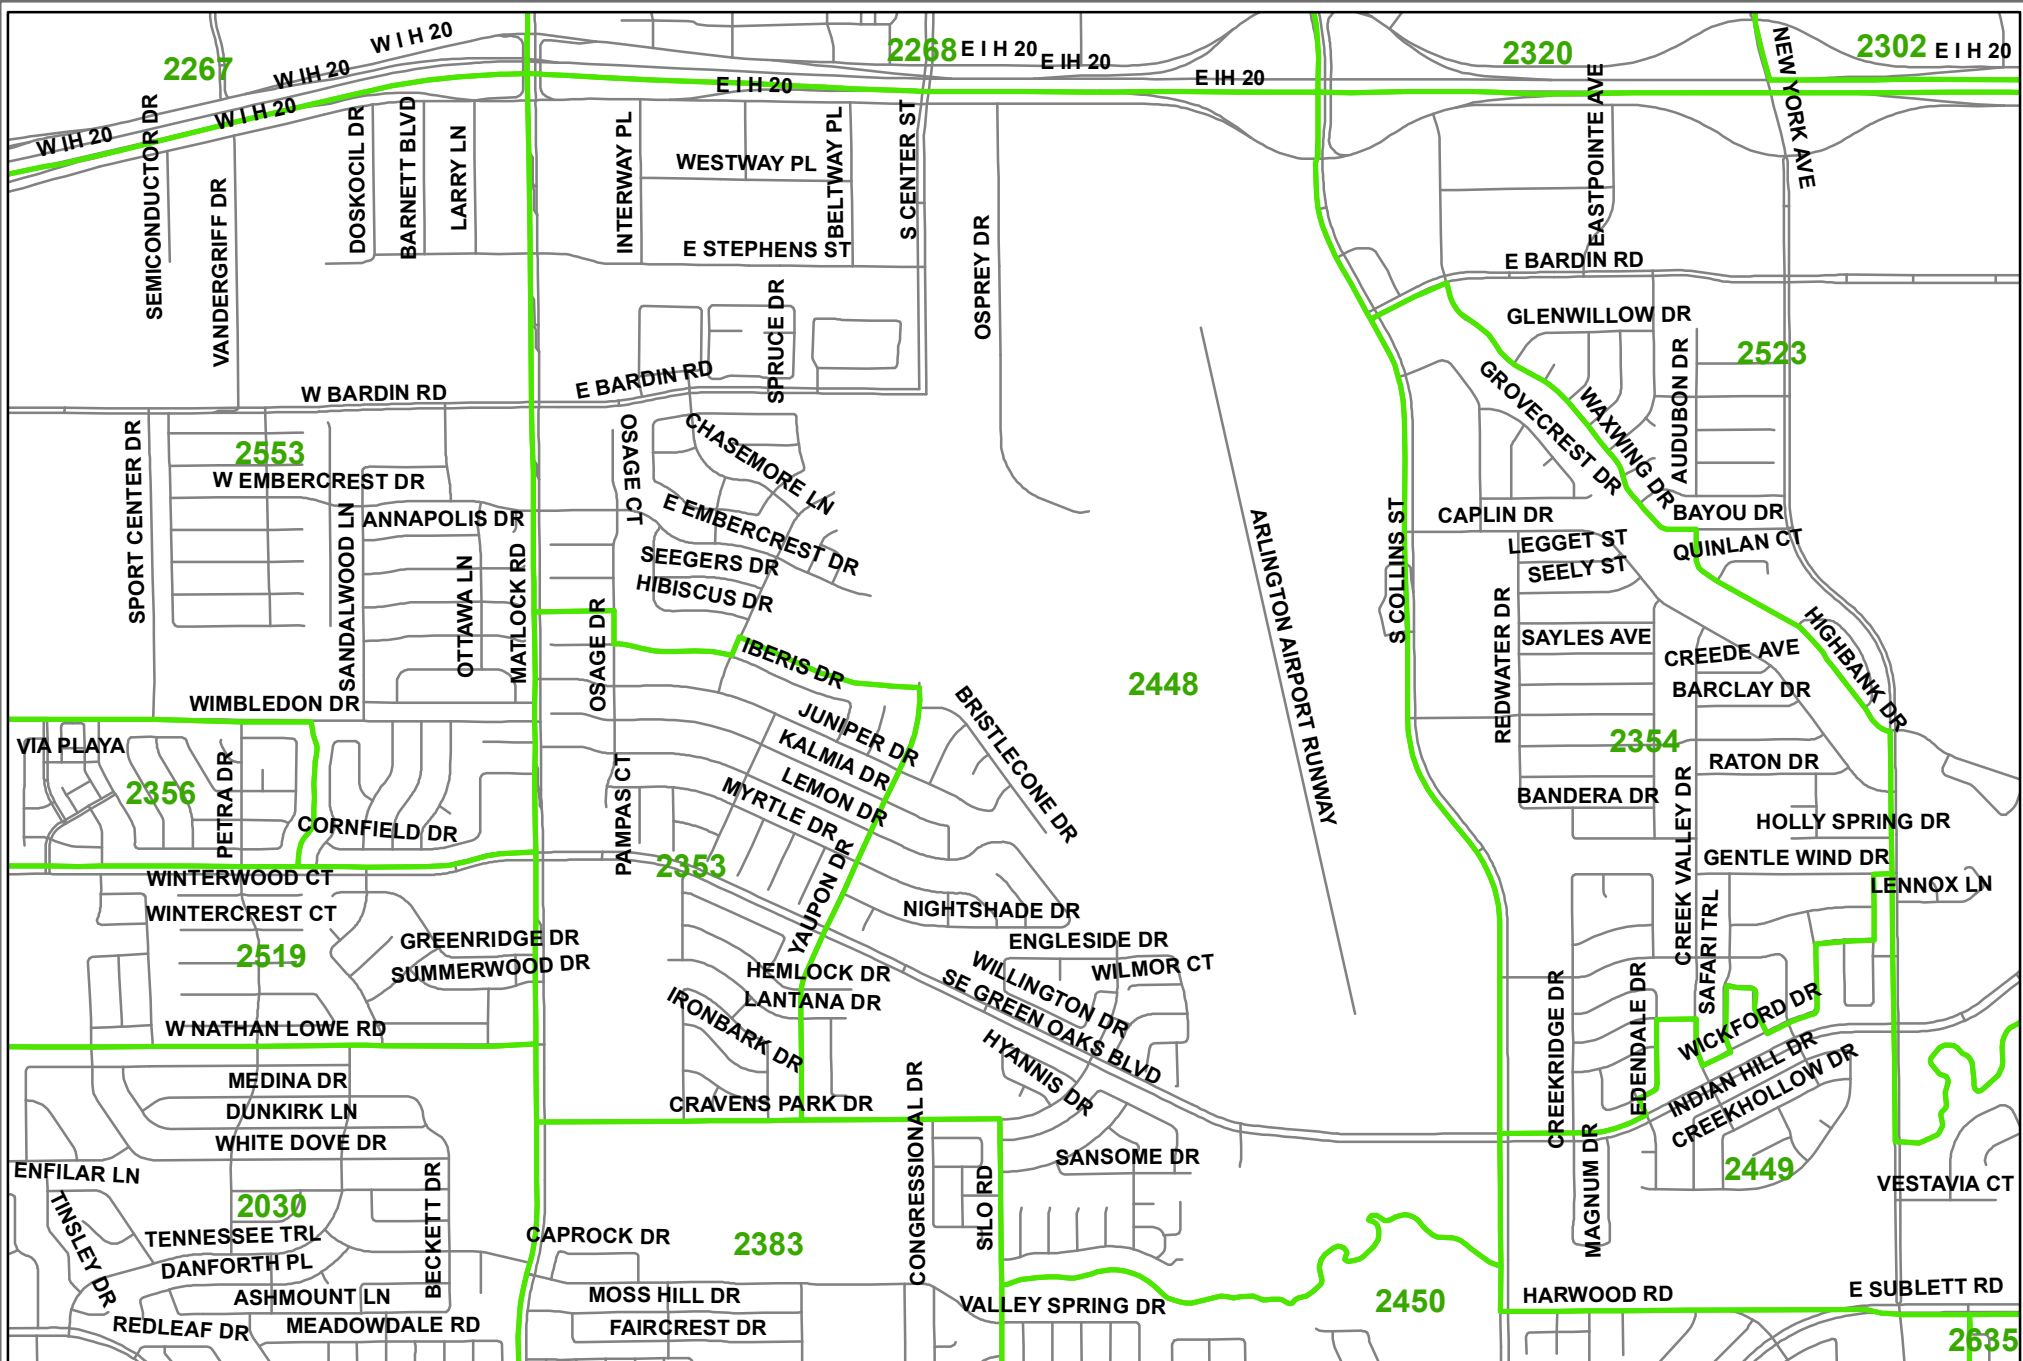 W I H 20
2267
W IH 20
W I H 20
W IH 20
2268
E I H 20
E IH 20
E I H 20
E IH 20
2320
2302
E I H 20
NEW YORK AVE
EASTPOINTE AVE
SEMICONDUCTOR DR
VANDERGRIFF DR
DOSKOCIL DR
BARNETT BLVD
LARRY LN
INTERWAY PL
WESTWAY PL
BELTWAY PL
S CENTER ST
E STEPHENS ST
OSPREY DR
SPRUCE DR
E BARDIN RD
GLENWILLOW DR
2523
AUDUBON DR
GROVECREST DR
WAXWING DR
W BARDIN RD
E BARDIN RD
OSAGE CT
CHASEMORE LN
SPORT CENTER DR
2553
W EMBERCREST DR
SANDALWOOD LN
ANNAPOLIS DR
OTTAWA LN
MATLOCK RD
E EMBERCREST DR
SEEGERS DR
HIBISCUS DR
ARLINGTON AIRPORT RUNWAY
S COLLINS ST
CAPLIN DR
BAYOU DR
LEGGET ST
QUINLAN CT
SEELY ST
REDWATER DR
SAYLES AVE
CREEDE AVE
BARCLAY DR
HIGHBANK DR
OSAGE DR
IBERIS DR
2448
BRISTLECONE DR
WIMBLEDON DR
VIA PLAYA
2356
PETRA DR
CORNFIELD DR
JUNIPER DR
KALMIA DR
LEMON DR
MYRTLE DR
PAMPAS CT
2353
YAUPON DR
2354
RATON DR
BANDERA DR
CREEK VALLEY DR
HOLLY SPRING DR
GENTLE WIND DR
LENNOX LN
WINTERWOOD CT
WINTERCREST CT
2519
GREENRIDGE DR
SUMMERWOOD DR
W NATHAN LOWE RD
NIGHTSHADE DR
ENGLESIDE DR
WILLINGTON DR
WILMOR CT
HEMLOCK DR
LANTANA DR
IRONBARK DR
SE GREEN OAKS BLVD
HYANNIS DR
SAFARI TRL
CREEKRIDGE DR
EDENDALE DR
WICKFORD DR
INDIAN HILL DR
CREEKHOLLOW DR
MEDINA DR
DUNKIRK LN
WHITE DOVE DR
CRAVENS PARK DR
CONGRESSIONAL DR
ENFILAR LN
TINSLEY DR
2030
TENNESSEE TRL
DANFORTH PL
BECKETT DR
ASHMOUNT LN
REDLEAF DR
MEADOWDALE RD
CAPROCK DR
2383
SILO RD
SANSOME DR
MAGNUM DR
2449
VESTAVIA CT
MOSS HILL DR
FAIRCREST DR
VALLEY SPRING DR
2450
HARWOOD RD
E SUBLETT RD
2635